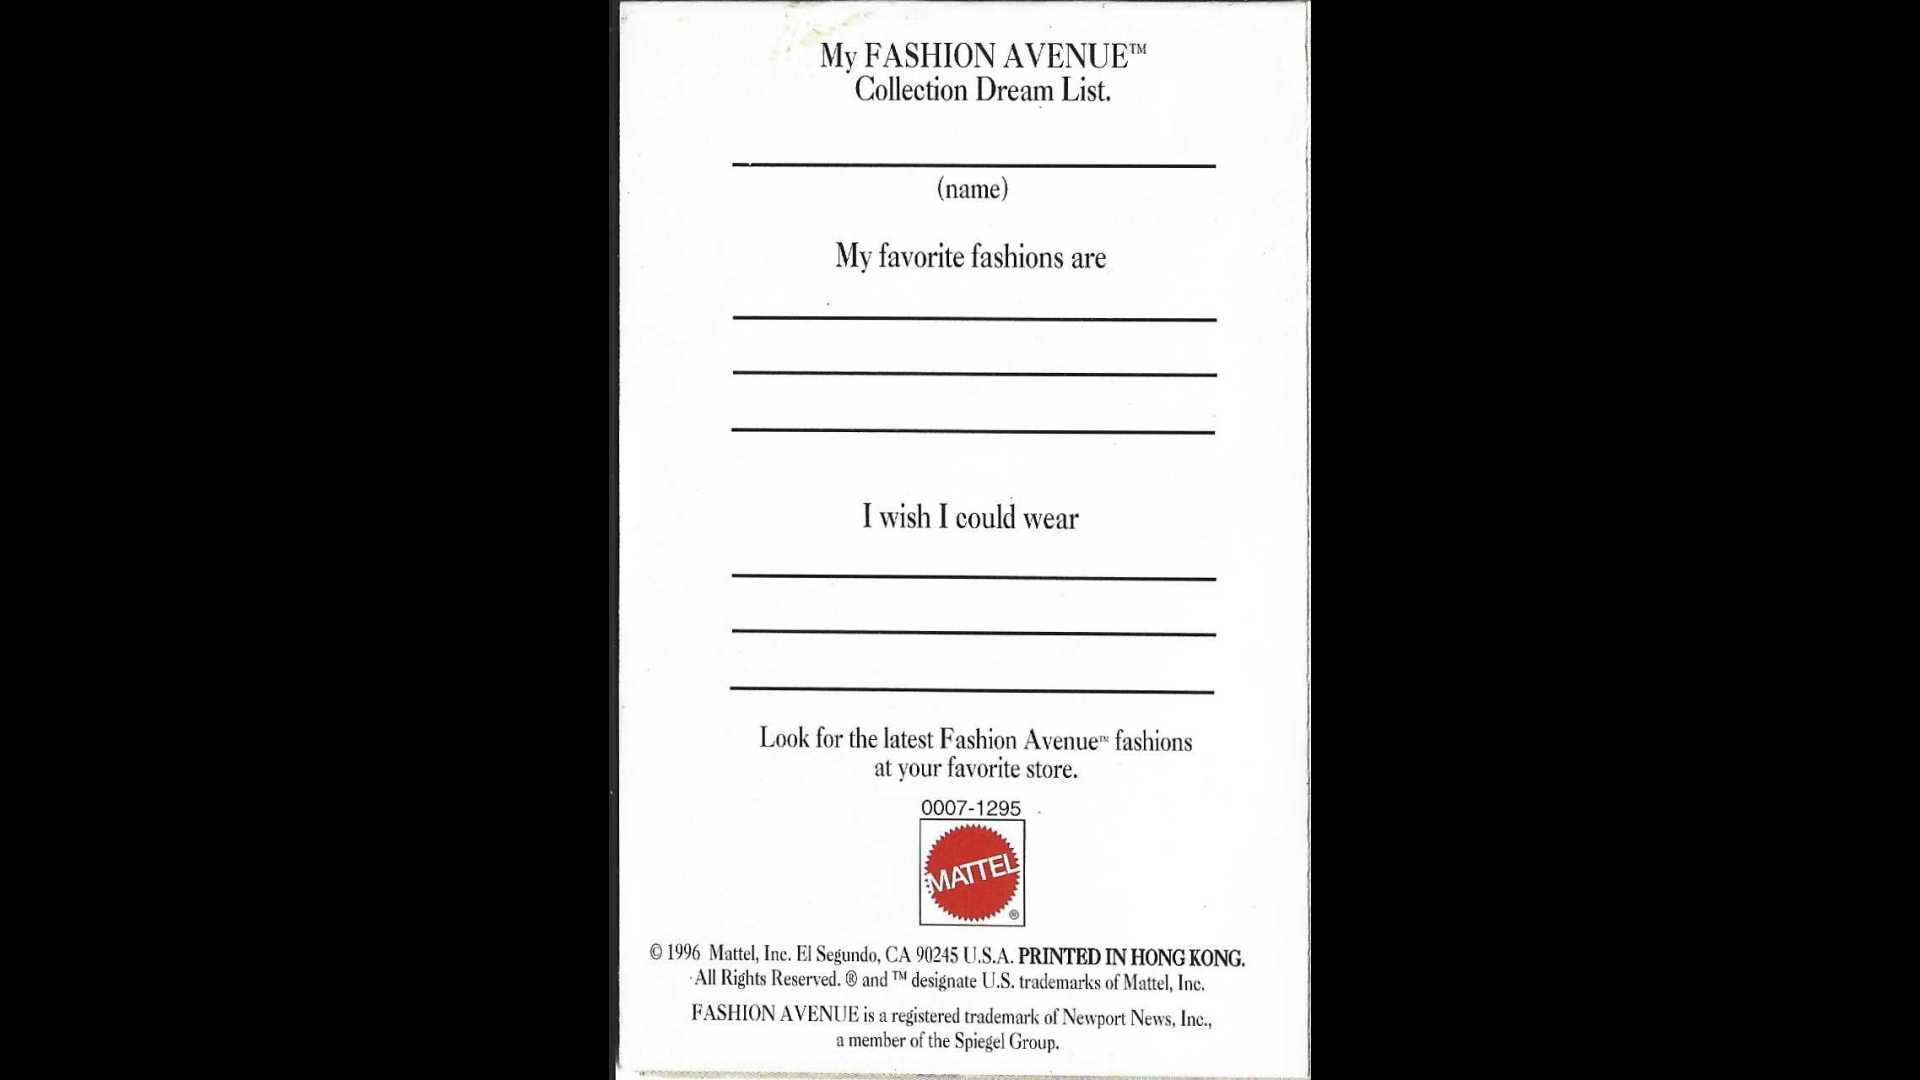 My FASHION AVENUE™
Collection Dream List.
(name)
My favorite fashions are
I wish I could wear
Look for the latest Fashion Avenue™ fashions
at your favorite store.
0007-1295
MATTEL
®
© 1996 Mattel, Inc. El Segundo, CA 90245 U.S.A. PRINTED IN HONG KONG.
All Rights Reserved. ® and ™ designate U.S. trademarks of Mattel, Inc.
FASHION AVENUE is a registered trademark of Newport News, Inc.,
a member of the Spiegel Group.